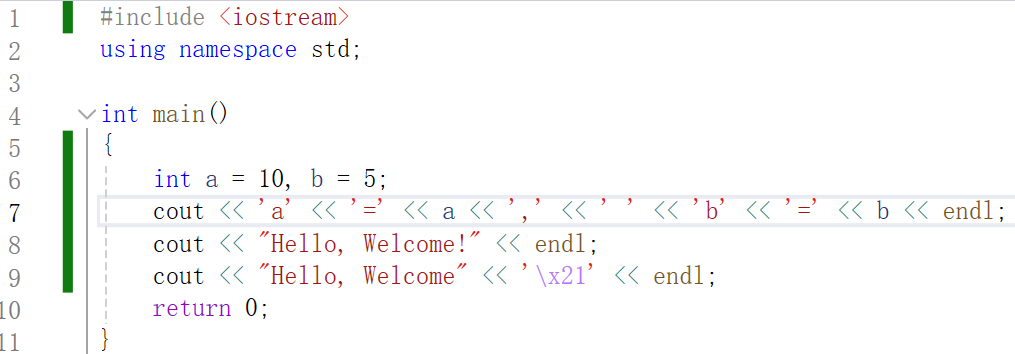 1 #include <iostream>
2 using namespace std;
3
4 int main()
5 {
6 int a = 10, b = 5;
7 cout << 'a' << '=' << a << ',' << ' ' << 'b' << '=' << b << endl;
8 cout << "Hello, Welcome!" << endl;
9 cout << "Hello, Welcome" << '\x21' << endl;
10 return 0;
11 }